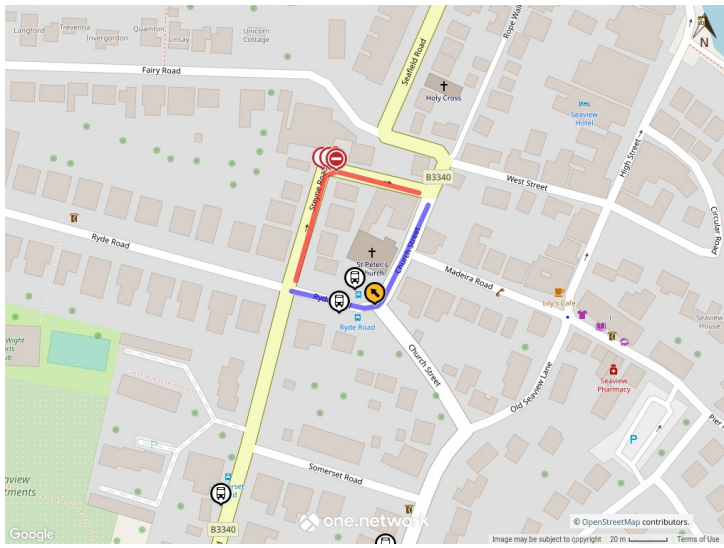 Langford
Trevenna
Invergordon
Quainton
Linsay
Unicorn
Cottage
Fairy Road
Seafield Road
Rope Walk
N
Holy Cross
Seaview
Hotel
High Street
Steyne Road
B3340
West Street
Circular Road
Ryde Road
St Peter's
Church
Church Street
Madeira Road
Lily's Cafe
Ryde Road
Church Street
Seaview
House
Seaview
Pharmacy
Old Seaview Lane
Wight
P
P
Somerset Road
B3340
Google
one.network
© OpenStreetMap contributors.
Image may be subject to copyright 20 m Terms of Use